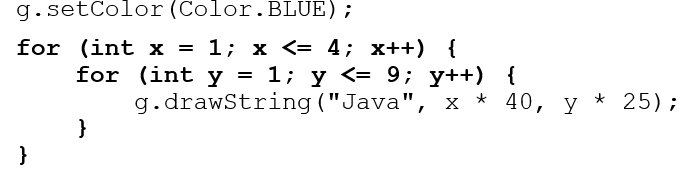 g.setColor(Color.BLUE);
for (int x = 1; x <= 4; x++) {
    for (int y = 1; y <= 9; y++) {
        g.drawString("Java", x * 40, y * 25);
    }
}